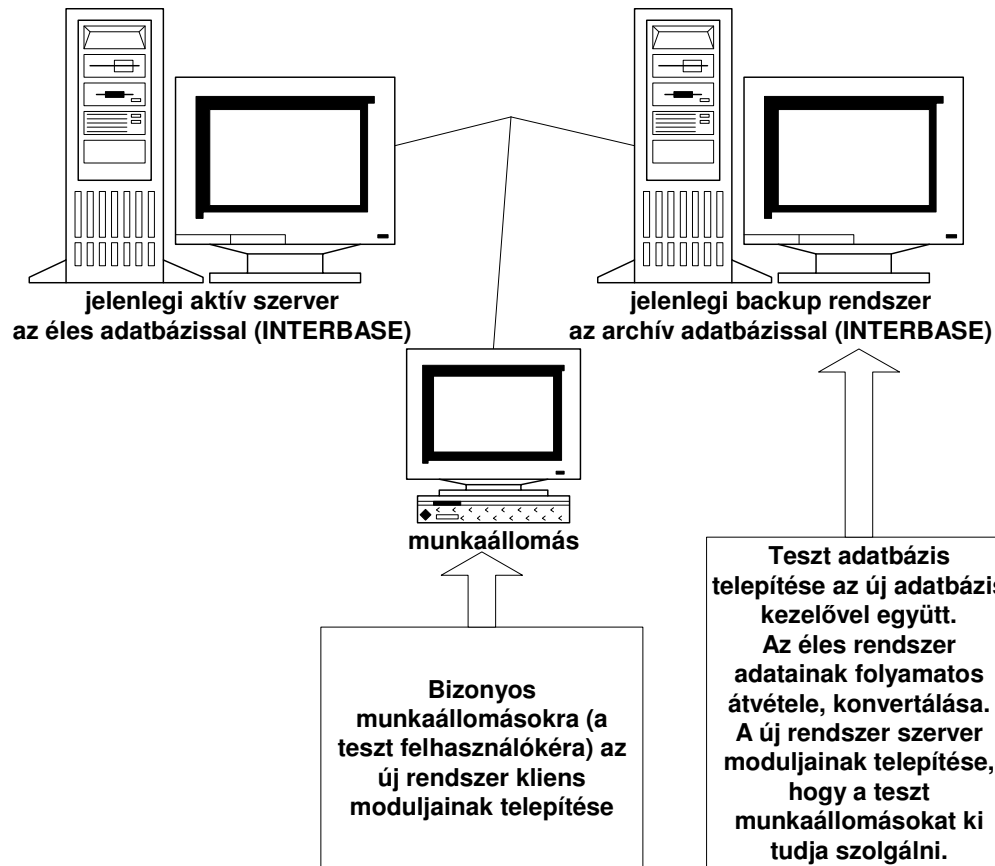 jelenlegi aktív szerver
az éles adatbázissal (INTERBASE)
jelenlegi backup rendszer
az archív adatbázissal (INTERBASE)
munkaállomás
Bizonyos
munkaállomásokra (a
teszt felhasználókéra) az
új rendszer kliens
moduljainak telepítése
Teszt adatbázis
telepítése az új adatbázis
kezelővel együtt.
Az éles rendszer
adatainak folyamatos
átvétele, konvertálása.
A új rendszer szerver
moduljainak telepítése,
hogy a teszt
munkaállomásokat ki
tudja szolgálni.